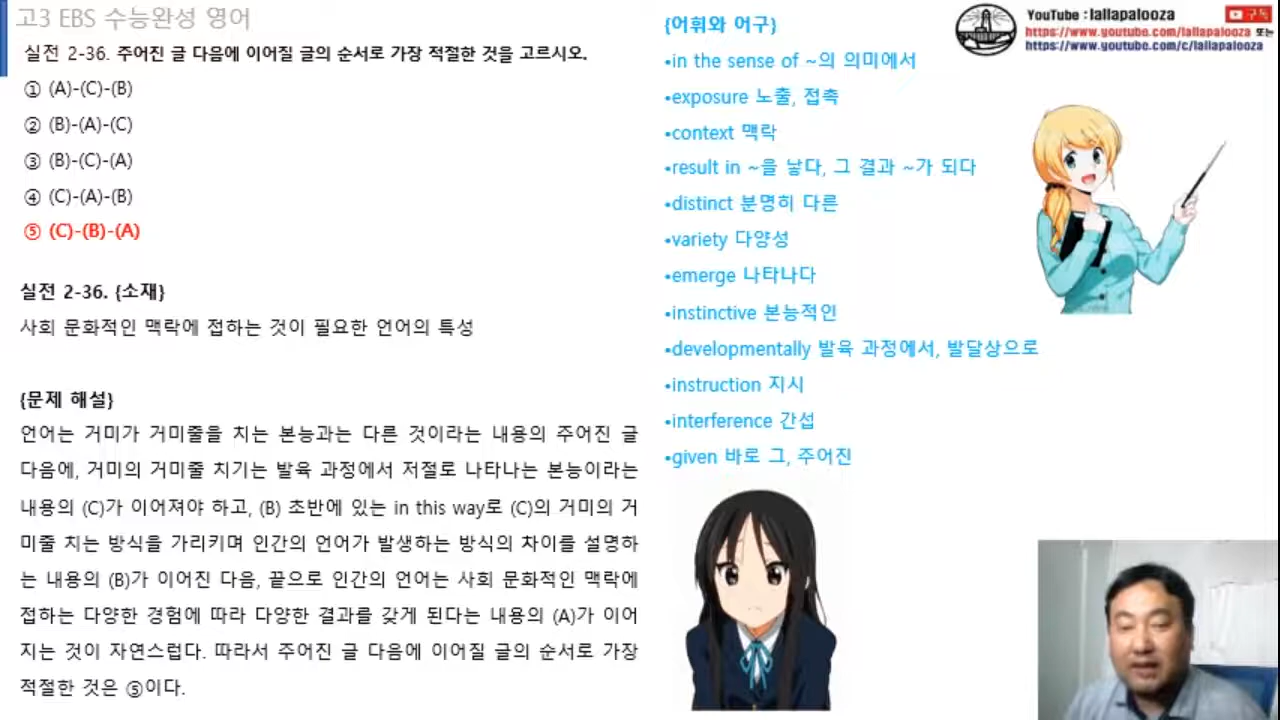 고3 EBS 수능완성 영어
실전 2-36. 주어진 글 다음에 이어질 글의 순서로 가장 적절한 것을 고르시오.
① (A)-(C)-(B)
② (B)-(A)-(C)
③ (B)-(C)-(A)
④ (C)-(A)-(B)
⑤ (C)-(B)-(A)
실전 2-36. {소재}
사회 문화적인 맥락에 접하는 것이 필요한 언어의 특성
{문제 해설}
언어는 거미가 거미줄을 치는 본능과는 다른 것이라는 내용의 주어진 글
다음에, 거미의 거미줄 치기는 발육 과정에서 저절로 나타나는 본능이라는
내용의 (C)가 이어져야 하고, (B) 초반에 있는 in this way로 (C)의 거미의 거
미줄 치는 방식을 가리키며 인간의 언어가 발생하는 방식의 차이를 설명하
는 내용의 (B)가 이어진 다음, 끝으로 인간의 언어는 사회 문화적인 맥락에
접하는 다양한 경험에 따라 다양한 결과를 갖게 된다는 내용의 (A)가 이어
지는 것이 자연스럽다. 따라서 주어진 글 다음에 이어질 글의 순서로 가장
적절한 것은 ⑤이다.
{어휘와 어구}
•in the sense of ~의 의미에서
•exposure 노출, 접촉
•context 맥락
•result in ~을 낳다, 그 결과 ~가 되다
•distinct 분명히 다른
•variety 다양성
•emerge 나타나다
•instinctive 본능적인
•developmentally 발육 과정에서, 발달상으로
•instruction 지시
•interference 간섭
•given 바로 그, 주어진
YouTube : lallapalooza 구독
https://www.youtube.com/lallapalooza 또는
https://www.youtube.com/c/lallapalooza